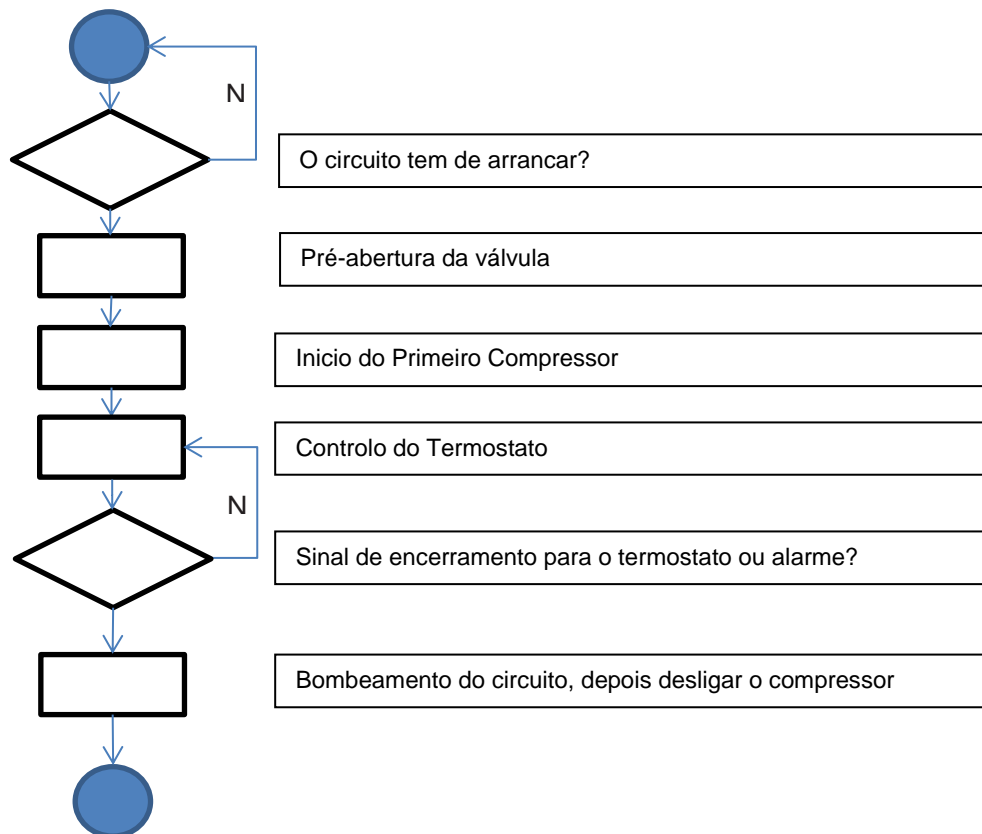 N
O circuito tem de arrancar?
Pré-abertura da válvula
Inicio do Primeiro Compressor
Controlo do Termostato
N
Sinal de encerramento para o termostato ou alarme?
Bombeamento do circuito, depois desligar o compressor